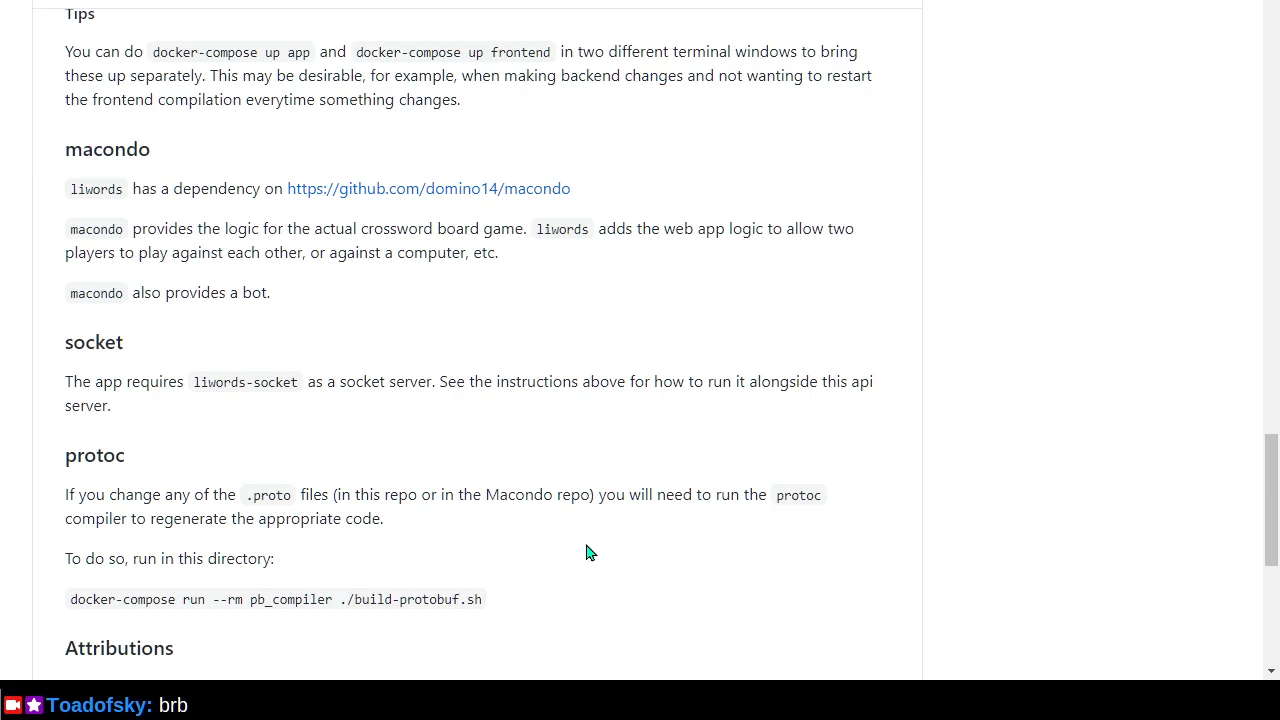 Tips
You can do docker-compose up app and docker-compose up frontend in two different terminal windows to bring
these up separately. This may be desirable, for example, when making backend changes and not wanting to restart
the frontend compilation everytime something changes.
macondo
liwords has a dependency on https://github.com/domino14/macondo
macondo provides the logic for the actual crossword board game. liwords adds the web app logic to allow two
players to play against each other, or against a computer, etc.
macondo also provides a bot.
socket
The app requires liwords-socket as a socket server. See the instructions above for how to run it alongside this api
server.
protoc
If you change any of the .proto files (in this repo or in the Macondo repo) you will need to run the protoc
compiler to regenerate the appropriate code.
To do so, run in this directory:
docker-compose run --rm pb_compiler ./build-protobuf.sh
Attributions
Toadofsky: brb